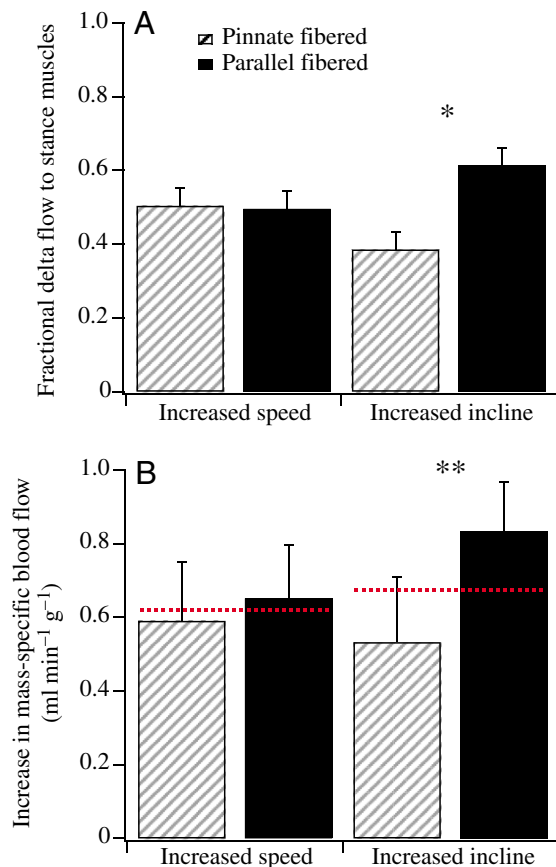 A
Pinnate fibered
Parallel fibered
Fractional delta flow to stance muscles
1.0
0.8
0.6
0.4
0.2
0
*
Increased speed
Increased incline
B
Increase in mass-specific blood flow
(ml min⁻¹ g⁻¹)
1.0
0.8
0.6
0.4
0.2
0
**
Increased speed
Increased incline